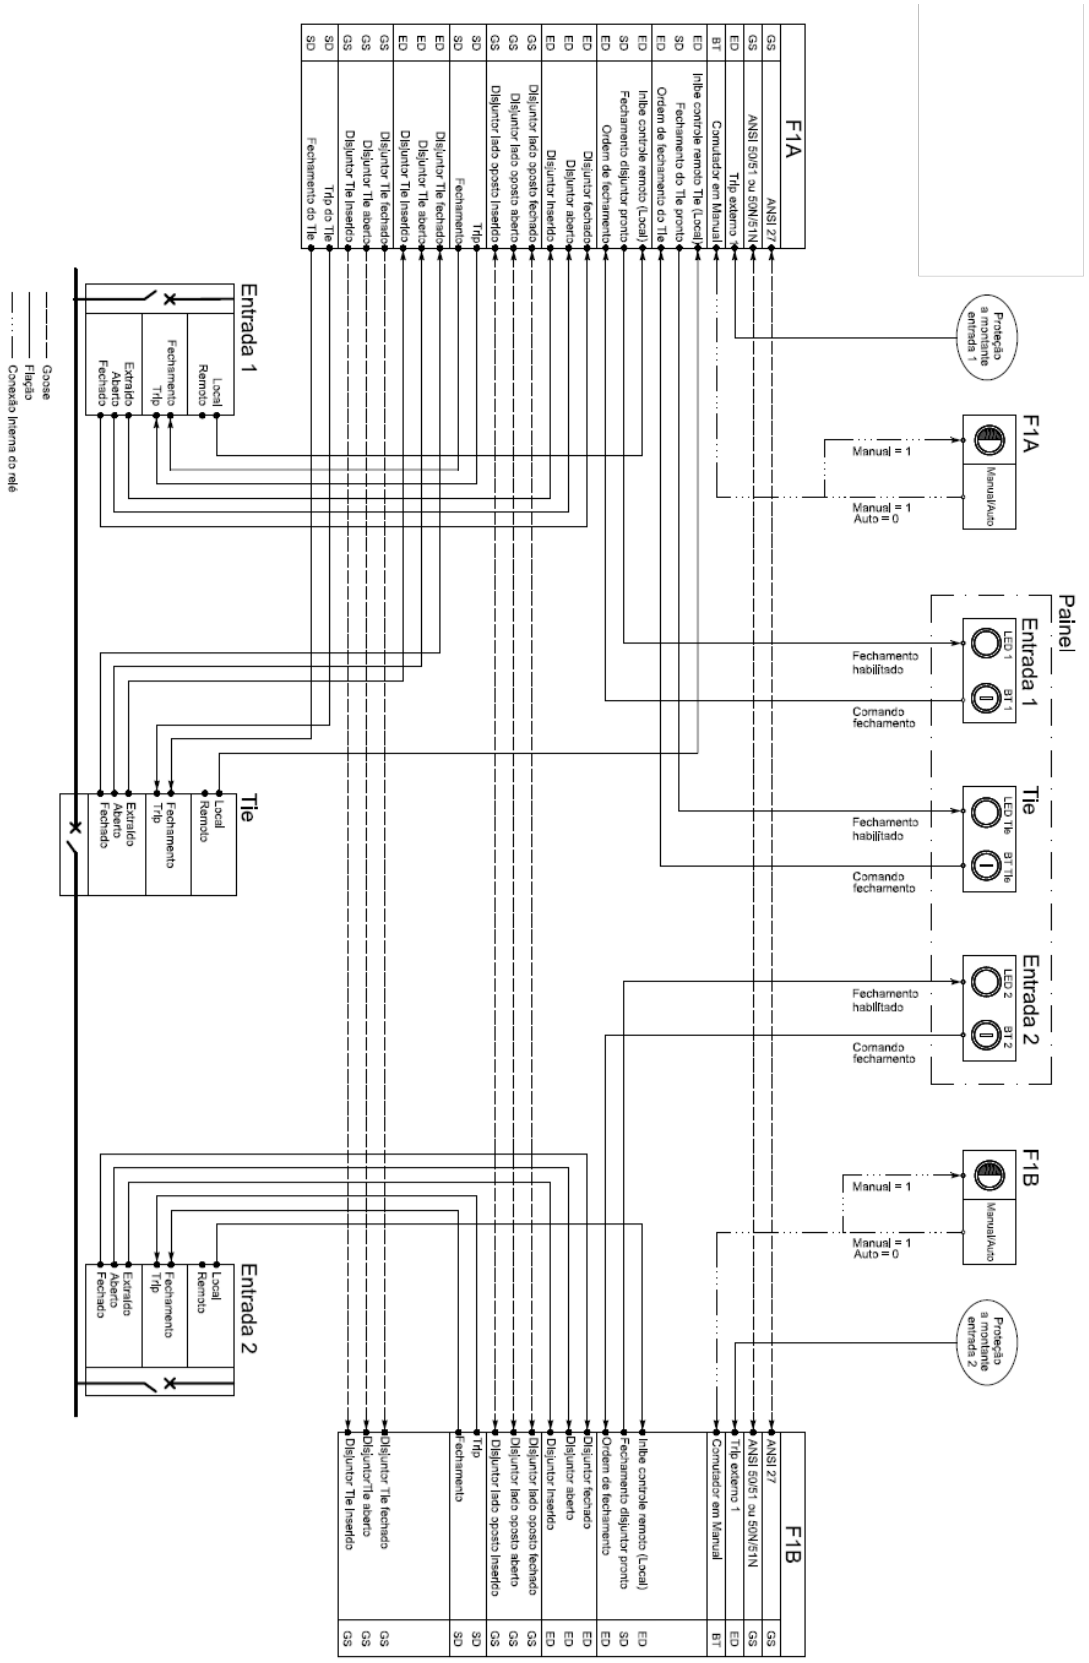 F1A
GS ANSI 27
GS ANSI 50/51 ou 50N/51N
ED Trip externo 1
BT Comutador em Manual
ED Inibe controle remoto Tie (Local)
SD Fechamento do Tie pronto
ED Ordem de fechamento do Tie
ED Inibe controle remoto (Local)
SD Fechamento disjuntor pronto
ED Ordem de fechamento
ED Disjuntor fechado
ED Disjuntor aberto
ED Disjuntor Inserido
GS Disjuntor lado oposto fechado
GS Disjuntor lado oposto aberto
GS Disjuntor lado oposto Inserido
SD Trip
SD Fechamento
ED Disjuntor Tie fechado
ED Disjuntor Tie aberto
ED Disjuntor Tie Inserido
GS Disjuntor Tie fechado
GS Disjuntor Tie aberto
GS Disjuntor Tie Inserido
SD Trip do Tie
SD Fechamento do Tie
Proteção
a montante
entrada 1
F1A
Manual/Auto
Manual = 1
Manual = 1
Auto = 0
Painel
Entrada 1
LED 1
BT 1
Fechamento
habilitado
Comando
fechamento
Tie
LED Tie
BT Tie
Fechamento
habilitado
Comando
fechamento
Entrada 2
LED 2
BT 2
Fechamento
habilitado
Comando
fechamento
F1B
Manual/Auto
Manual = 1
Manual = 1
Auto = 0
Proteção
a montante
entrada 2
Entrada 1
Local
Remoto
Fechamento
Trip
Extraído
Aberto
Fechado
Tie
Local
Remoto
Fechamento
Trip
Extraído
Aberto
Fechado
Entrada 2
Local
Remoto
Fechamento
Trip
Extraído
Aberto
Fechado
Goose
Fiação
Conexão Interna do relé
F1B
ANSI 27 GS
ANSI 50/51 ou 50N/51N GS
Trip externo 1 ED
Comutador em Manual BT
Inibe controle remoto (Local) ED
Fechamento disjuntor pronto SD
Ordem de fechamento ED
Disjuntor fechado ED
Disjuntor aberto ED
Disjuntor Inserido ED
Disjuntor lado oposto fechado GS
Disjuntor lado oposto aberto GS
Disjuntor lado oposto Inserido GS
Trip SD
Fechamento SD
Disjuntor Tie fechado GS
Disjuntor Tie aberto GS
Disjuntor Tie Inserido GS